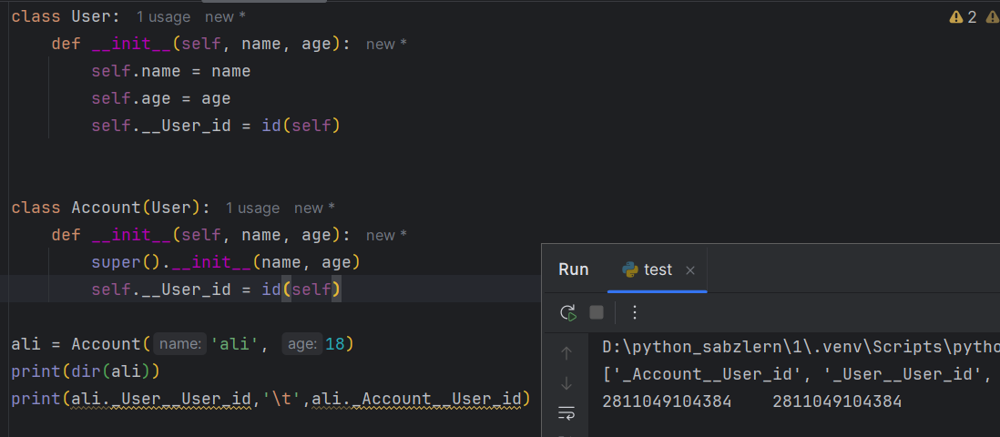 class User:  1 usage   new *
    def __init__(self, name, age):  new *
        self.name = name
        self.age = age
        self.__User_id = id(self)
class Account(User):  1 usage   new *
    def __init__(self, name, age):  new *
        super().__init__(name, age)
        self.__User_id = id(self)
ali = Account( name: 'ali',  age: 18)
print(dir(ali))
print(ali._User__User_id,'\t',ali._Account__User_id)
2
Run   test
D:\python_sabzlern\1\.venv\Scripts\pytho
['_Account__User_id', '_User__User_id',
2811049104384    2811049104384